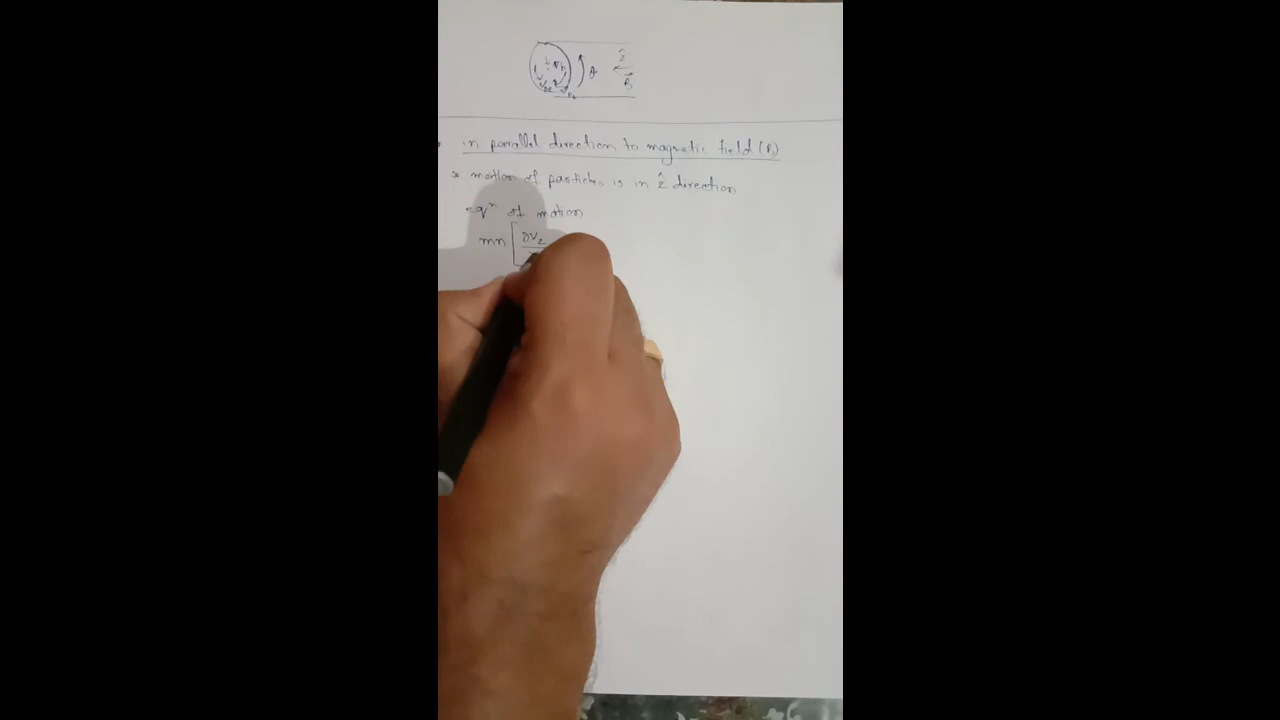 θ ẑ
B
in parallel direction to magnetic field (B)
motion of particles is in ẑ direction
eqⁿ of motion
mn [ ∂V_z